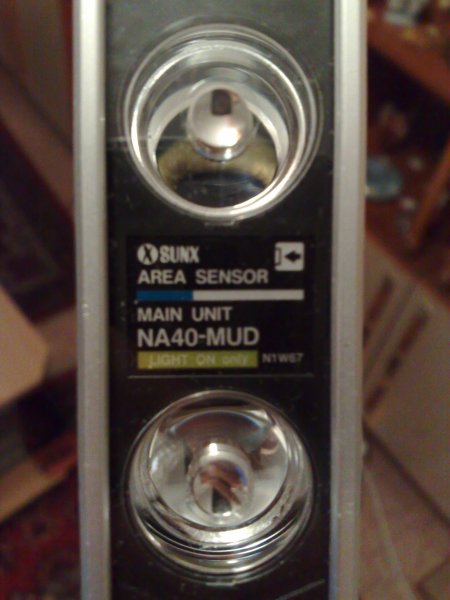 SUNX
AREA SENSOR
MAIN UNIT
NA40-MUD
LIGHT ON only N1W67